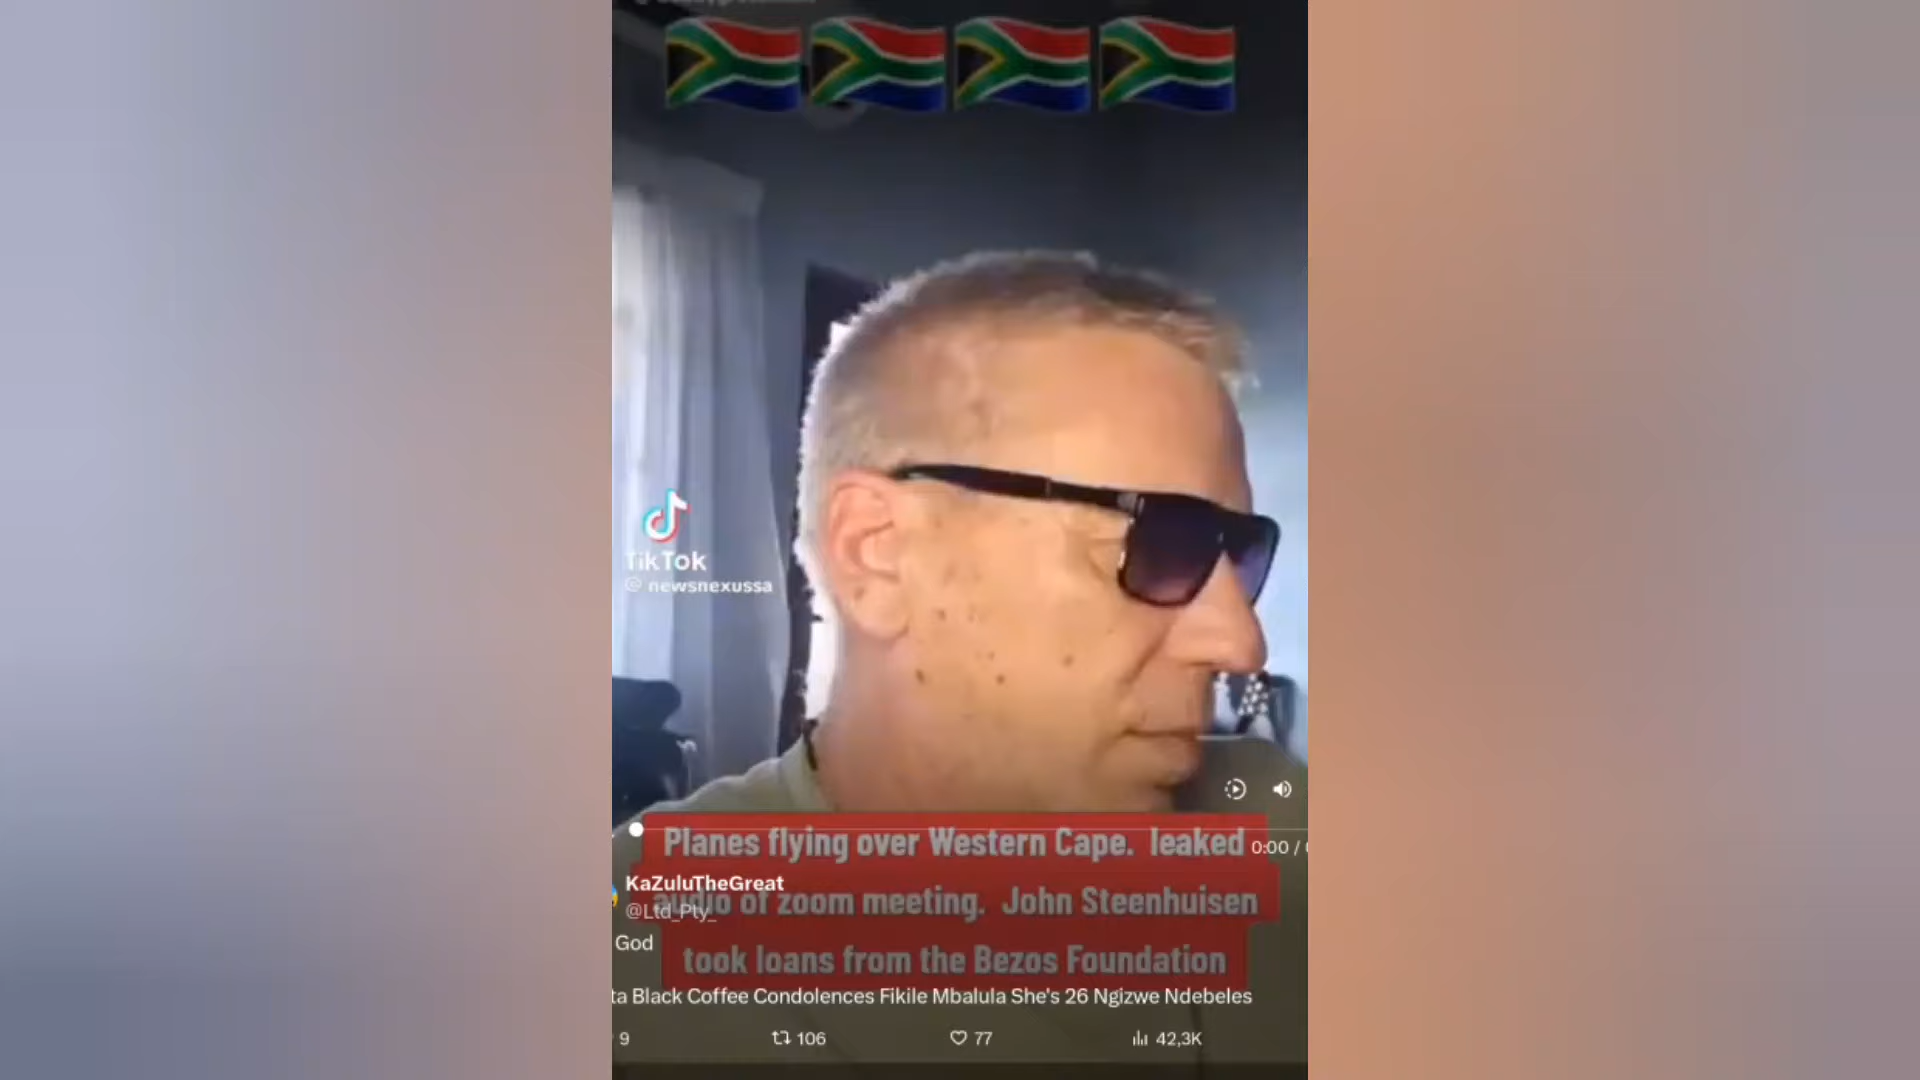 TikTok
@ newsnexussa
Planes flying over Western Cape. leaked
0:00 /
KaZuluTheGreat
audio of zoom meeting. John Steenhuisen
@Ltd_Pty_
God
took loans from the Bezos Foundation
ta Black Coffee Condolences Fikile Mbalula She's 26 Ngizwe Ndebeles
9
106
77
42,3K